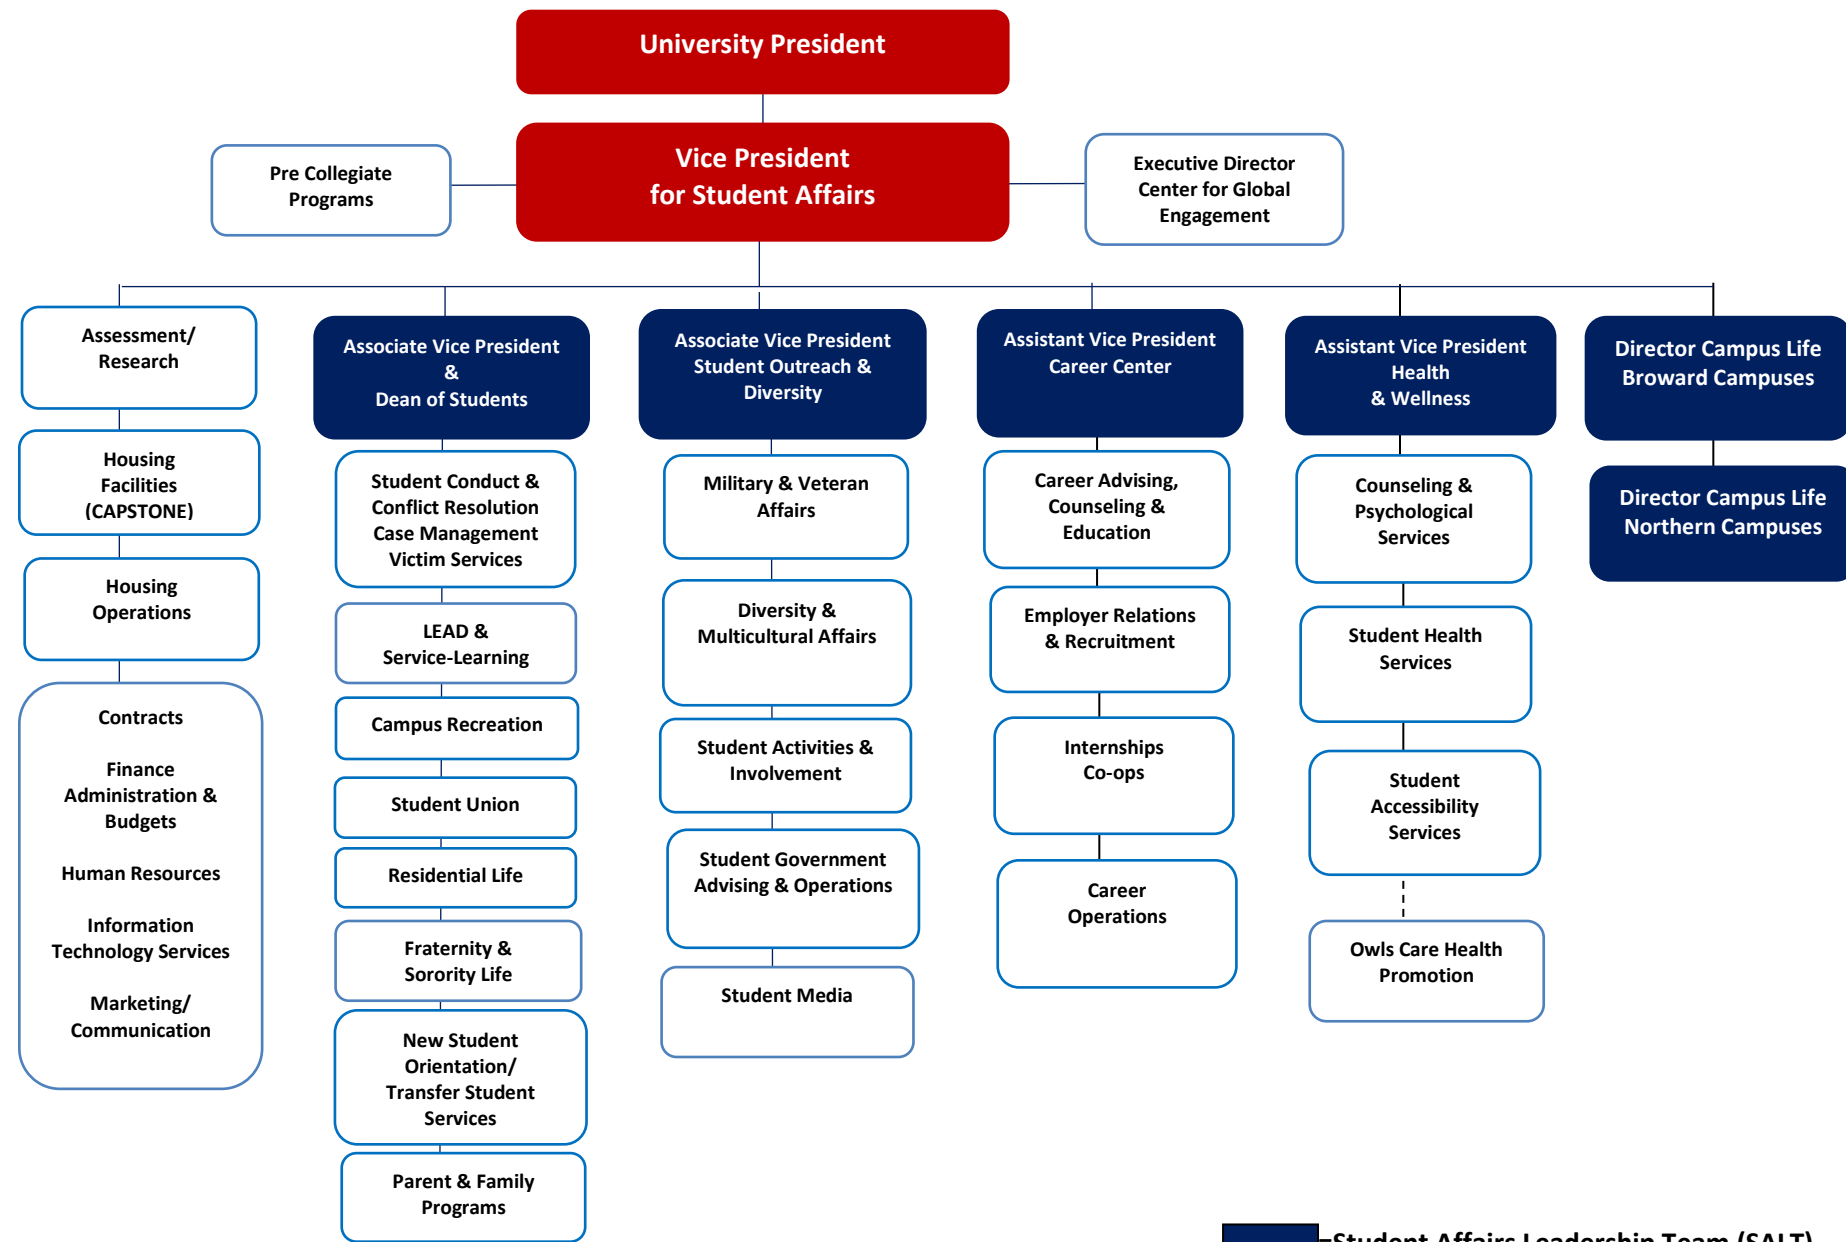 University President
Vice President
for Student Affairs
Pre Collegiate
Programs
Executive Director
Center for Global
Engagement
Assessment/
Research
Housing
Facilities
(CAPSTONE)
Housing
Operations
Contracts
Finance
Administration &
Budgets
Human Resources
Information
Technology Services
Marketing/
Communication
Associate Vice President
&
Dean of Students
Student Conduct &
Conflict Resolution
Case Management
Victim Services
LEAD &
Service-Learning
Campus Recreation
Student Union
Residential Life
Fraternity &
Sorority Life
New Student
Orientation/
Transfer Student
Services
Parent & Family
Programs
Associate Vice President
Student Outreach &
Diversity
Military & Veteran
Affairs
Diversity &
Multicultural Affairs
Student Activities &
Involvement
Student Government
Advising & Operations
Student Media
Assistant Vice President
Career Center
Career Advising,
Counseling &
Education
Employer Relations
& Recruitment
Internships
Co-ops
Career
Operations
Assistant Vice President
Health
& Wellness
Counseling &
Psychological
Services
Student Health
Services
Student
Accessibility
Services
Owls Care Health
Promotion
Director Campus Life
Broward Campuses
Director Campus Life
Northern Campuses
=Student Affairs Leadership Team (SALT)